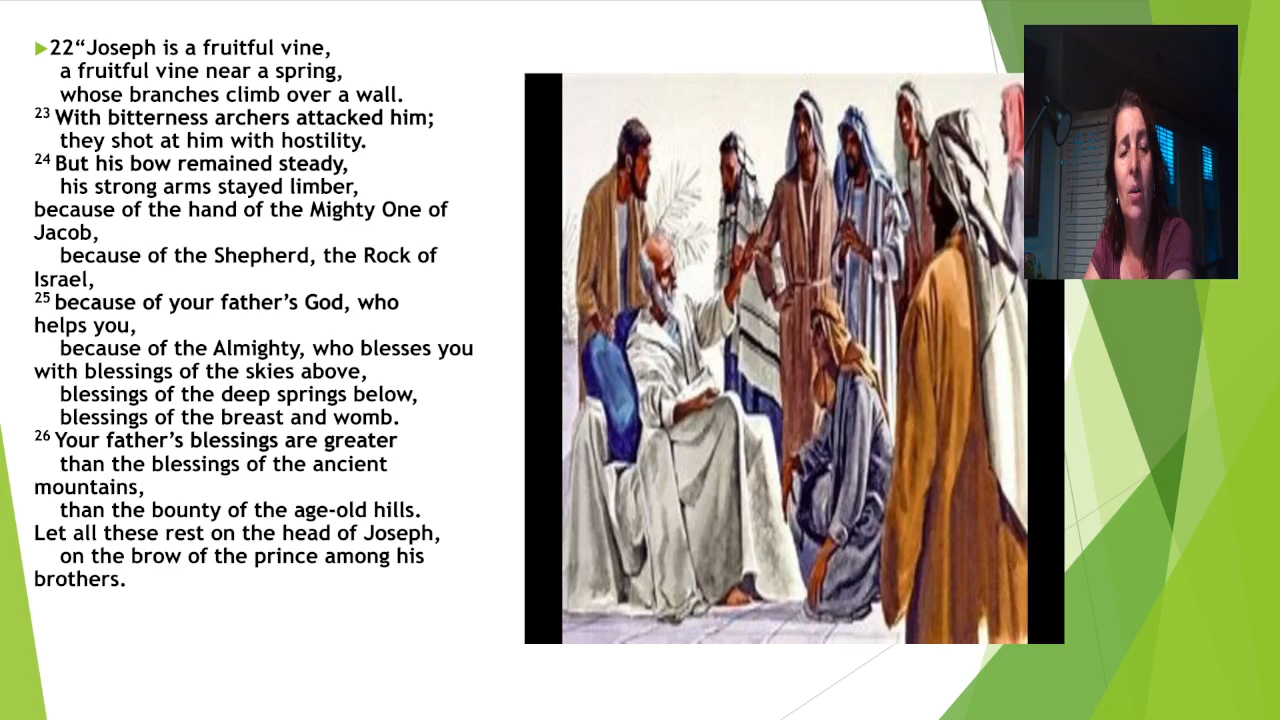 22“Joseph is a fruitful vine,
a fruitful vine near a spring,
whose branches climb over a wall.
23 With bitterness archers attacked him;
they shot at him with hostility.
24 But his bow remained steady,
his strong arms stayed limber,
because of the hand of the Mighty One of
Jacob,
because of the Shepherd, the Rock of
Israel,
25 because of your father’s God, who
helps you,
because of the Almighty, who blesses you
with blessings of the skies above,
blessings of the deep springs below,
blessings of the breast and womb.
26 Your father’s blessings are greater
than the blessings of the ancient
mountains,
than the bounty of the age-old hills.
Let all these rest on the head of Joseph,
on the brow of the prince among his
brothers.